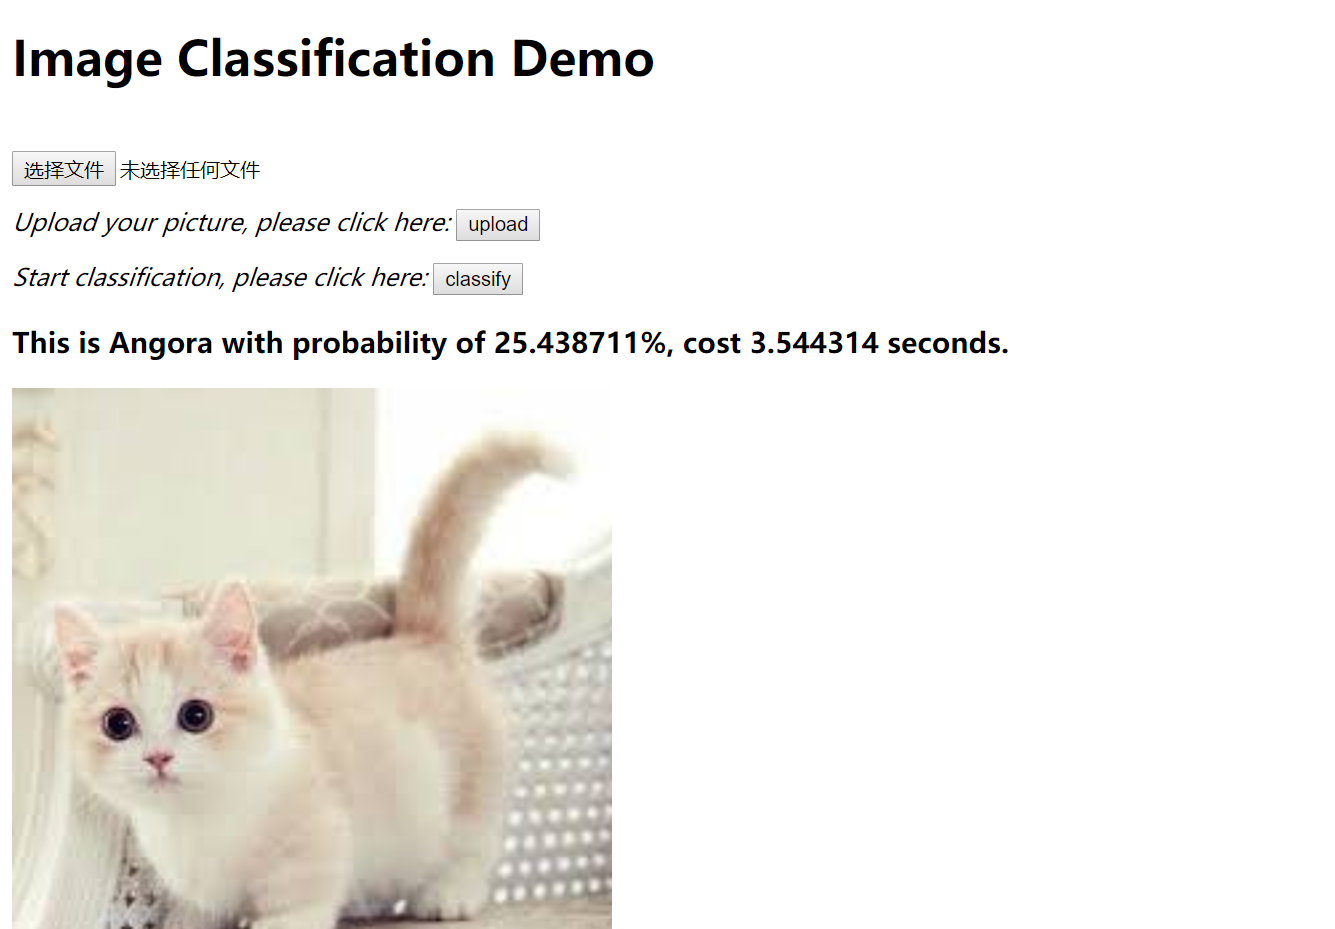 Image Classification Demo
选择文件 未选择任何文件
Upload your picture, please click here: upload
Start classification, please click here: classify
This is Angora with probability of 25.438711%, cost 3.544314 seconds.